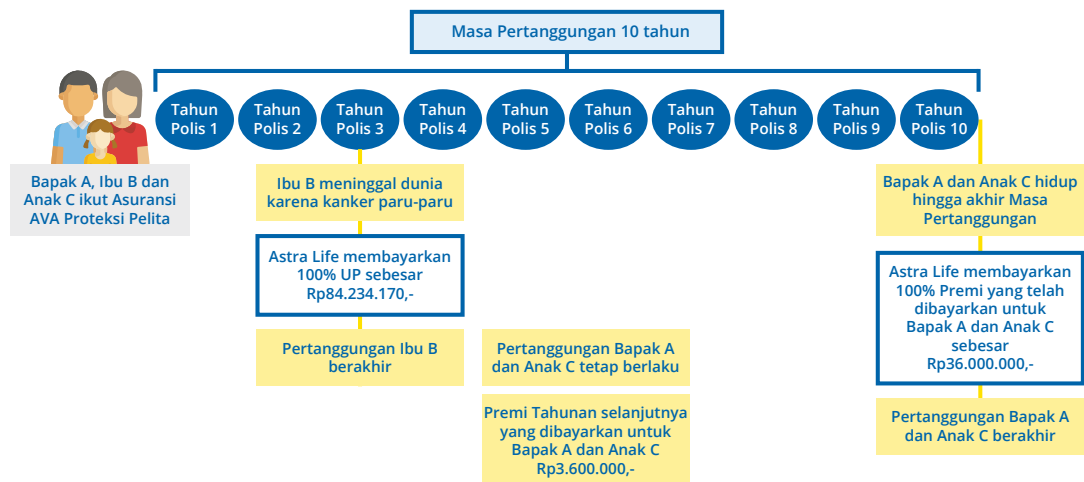 Masa Pertanggungan 10 tahun
Tahun
Polis 1
Tahun
Polis 2
Tahun
Polis 3
Tahun
Polis 4
Tahun
Polis 5
Tahun
Polis 6
Tahun
Polis 7
Tahun
Polis 8
Tahun
Polis 9
Tahun
Polis 10
Bapak A, Ibu B dan
Anak C ikut Asuransi
AVA Proteksi Pelita
Ibu B meninggal dunia
karena kanker paru-paru
Astra Life membayarkan
100% UP sebesar
Rp84.234.170,-
Pertanggungan Ibu B
berakhir
Pertanggungan Bapak A
dan Anak C tetap berlaku
Premi Tahunan selanjutnya
yang dibayarkan untuk
Bapak A dan Anak C
Rp3.600.000,-
Bapak A dan Anak C hidup
hingga akhir Masa
Pertanggungan
Astra Life membayarkan
100% Premi yang telah
dibayarkan untuk
Bapak A dan Anak C
sebesar
Rp36.000.000,-
Pertanggungan Bapak A
dan Anak C berakhir